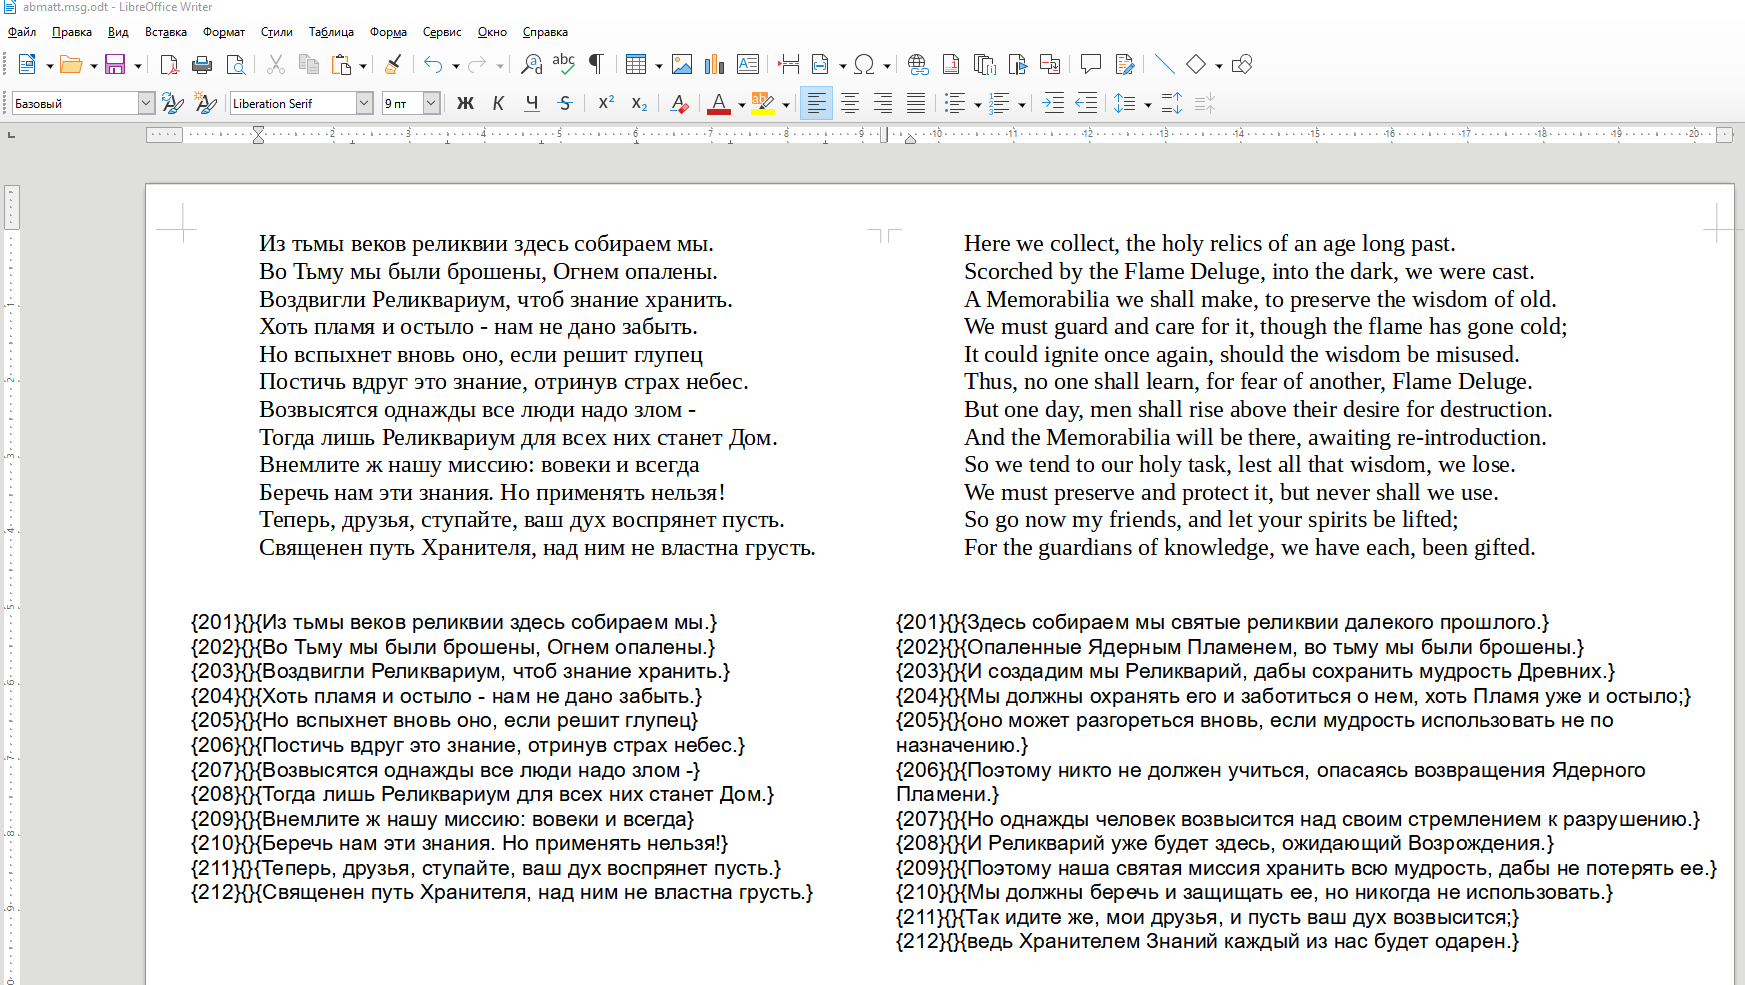 abmatt.msg.odt - LibreOffice Writer
Файл Правка Вид Вставка Формат Стили Таблица Форма Сервис Окно Справка
Базовый Liberation Serif 9 пт Ж К Ч S
2 3 4 5 6 7 8 9 10 11 12 13 14 15 16 17 18 19 20
Из тьмы веков реликвии здесь собираем мы.
Во Тьму мы были брошены, Огнем опалены.
Воздвигли Реликвариум, чтоб знание хранить.
Хоть пламя и остыло - нам не дано забыть.
Но вспыхнет вновь оно, если решит глупец
Постичь вдруг это знание, отринув страх небес.
Возвысятся однажды все люди надо злом -
Тогда лишь Реликвариум для всех них станет Дом.
Внемлите ж нашу миссию: вовеки и всегда
Беречь нам эти знания. Но применять нельзя!
Теперь, друзья, ступайте, ваш дух воспрянет пусть.
Священен путь Хранителя, над ним не властна грусть.
Here we collect, the holy relics of an age long past.
Scorched by the Flame Deluge, into the dark, we were cast.
A Memorabilia we shall make, to preserve the wisdom of old.
We must guard and care for it, though the flame has gone cold;
It could ignite once again, should the wisdom be misused.
Thus, no one shall learn, for fear of another, Flame Deluge.
But one day, men shall rise above their desire for destruction.
And the Memorabilia will be there, awaiting re-introduction.
So we tend to our holy task, lest all that wisdom, we lose.
We must preserve and protect it, but never shall we use.
So go now my friends, and let your spirits be lifted;
For the guardians of knowledge, we have each, been gifted.
{201}{}{Из тьмы веков реликвии здесь собираем мы.}
{202}{}{Во Тьму мы были брошены, Огнем опалены.}
{203}{}{Воздвигли Реликвариум, чтоб знание хранить.}
{204}{}{Хоть пламя и остыло - нам не дано забыть.}
{205}{}{Но вспыхнет вновь оно, если решит глупец}
{206}{}{Постичь вдруг это знание, отринув страх небес.}
{207}{}{Возвысятся однажды все люди надо злом -}
{208}{}{Тогда лишь Реликвариум для всех них станет Дом.}
{209}{}{Внемлите ж нашу миссию: вовеки и всегда}
{210}{}{Беречь нам эти знания. Но применять нельзя!}
{211}{}{Теперь, друзья, ступайте, ваш дух воспрянет пусть.}
{212}{}{Священен путь Хранителя, над ним не властна грусть.}
{201}{}{Здесь собираем мы святые реликвии далекого прошлого.}
{202}{}{Опаленные Ядерным Пламенем, во тьму мы были брошены.}
{203}{}{И создадим мы Реликварий, дабы сохранить мудрость Древних.}
{204}{}{Мы должны охранять его и заботиться о нем, хоть Пламя уже и остыло;}
{205}{}{оно может разгореться вновь, если мудрость использовать не по
назначению.}
{206}{}{Поэтому никто не должен учиться, опасаясь возвращения Ядерного
Пламени.}
{207}{}{Но однажды человек возвысится над своим стремлением к разрушению.}
{208}{}{И Реликварий уже будет здесь, ожидающий Возрождения.}
{209}{}{Поэтому наша святая миссия хранить всю мудрость, дабы не потерять ее.}
{210}{}{Мы должны беречь и защищать ее, но никогда не использовать.}
{211}{}{Так идите же, мои друзья, и пусть ваш дух возвысится;}
{212}{}{ведь Хранителем Знаний каждый из нас будет одарен.}